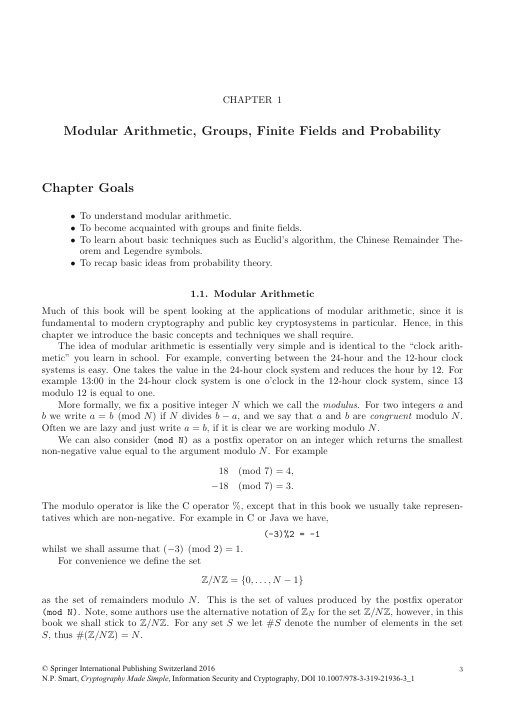 CHAPTER 1
Modular Arithmetic, Groups, Finite Fields and Probability
Chapter Goals
• To understand modular arithmetic.
• To become acquainted with groups and finite fields.
• To learn about basic techniques such as Euclid's algorithm, the Chinese Remainder The-
orem and Legendre symbols.
• To recap basic ideas from probability theory.
1.1. Modular Arithmetic
Much of this book will be spent looking at the applications of modular arithmetic, since it is
fundamental to modern cryptography and public key cryptosystems in particular. Hence, in this
chapter we introduce the basic concepts and techniques we shall require.
The idea of modular arithmetic is essentially very simple and is identical to the "clock arith-
metic" you learn in school. For example, converting between the 24-hour and the 12-hour clock
systems is easy. One takes the value in the 24-hour clock system and reduces the hour by 12. For
example 13:00 in the 24-hour clock system is one o'clock in the 12-hour clock system, since 13
modulo 12 is equal to one.
More formally, we fix a positive integer N which we call the modulus. For two integers a and
b we write a = b (mod N) if N divides b − a, and we say that a and b are congruent modulo N.
Often we are lazy and just write a = b, if it is clear we are working modulo N.
We can also consider (mod N) as a postfix operator on an integer which returns the smallest
non-negative value equal to the argument modulo N. For example
18 (mod 7) = 4,
−18 (mod 7) = 3.
The modulo operator is like the C operator %, except that in this book we usually take represen-
tatives which are non-negative. For example in C or Java we have,
(-3)%2 = -1
whilst we shall assume that (−3) (mod 2) = 1.
For convenience we define the set
ℤ/Nℤ = {0, . . . , N − 1}
as the set of remainders modulo N. This is the set of values produced by the postfix operator
(mod N). Note, some authors use the alternative notation of ℤN for the set ℤ/Nℤ, however, in this
book we shall stick to ℤ/Nℤ. For any set S we let #S denote the number of elements in the set
S, thus #(ℤ/Nℤ) = N.
© Springer International Publishing Switzerland 2016 3
N.P. Smart, Cryptography Made Simple, Information Security and Cryptography, DOI 10.1007/978-3-319-21936-3_1